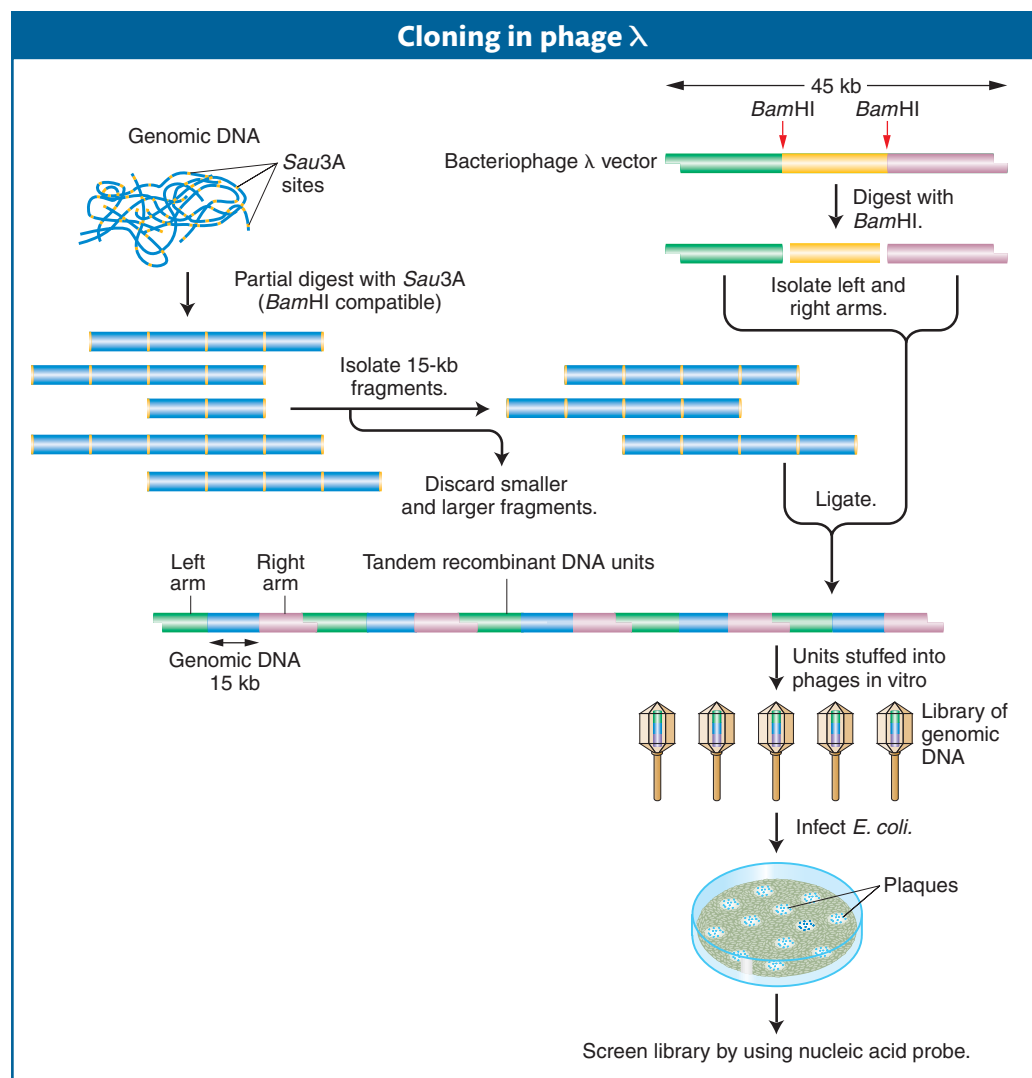 Cloning in phage λ
45 kb
BamHI BamHI
Genomic DNA
Sau3A
sites
Bacteriophage λ vector
Digest with
BamHI.
Isolate left and
right arms.
Partial digest with Sau3A
(BamHI compatible)
Isolate 15-kb
fragments.
Discard smaller
and larger fragments.
Ligate.
Left
arm
Right
arm
Tandem recombinant DNA units
Genomic DNA
15 kb
Units stuffed into
phages in vitro
Library of
genomic
DNA
Infect E. coli.
Plaques
Screen library by using nucleic acid probe.